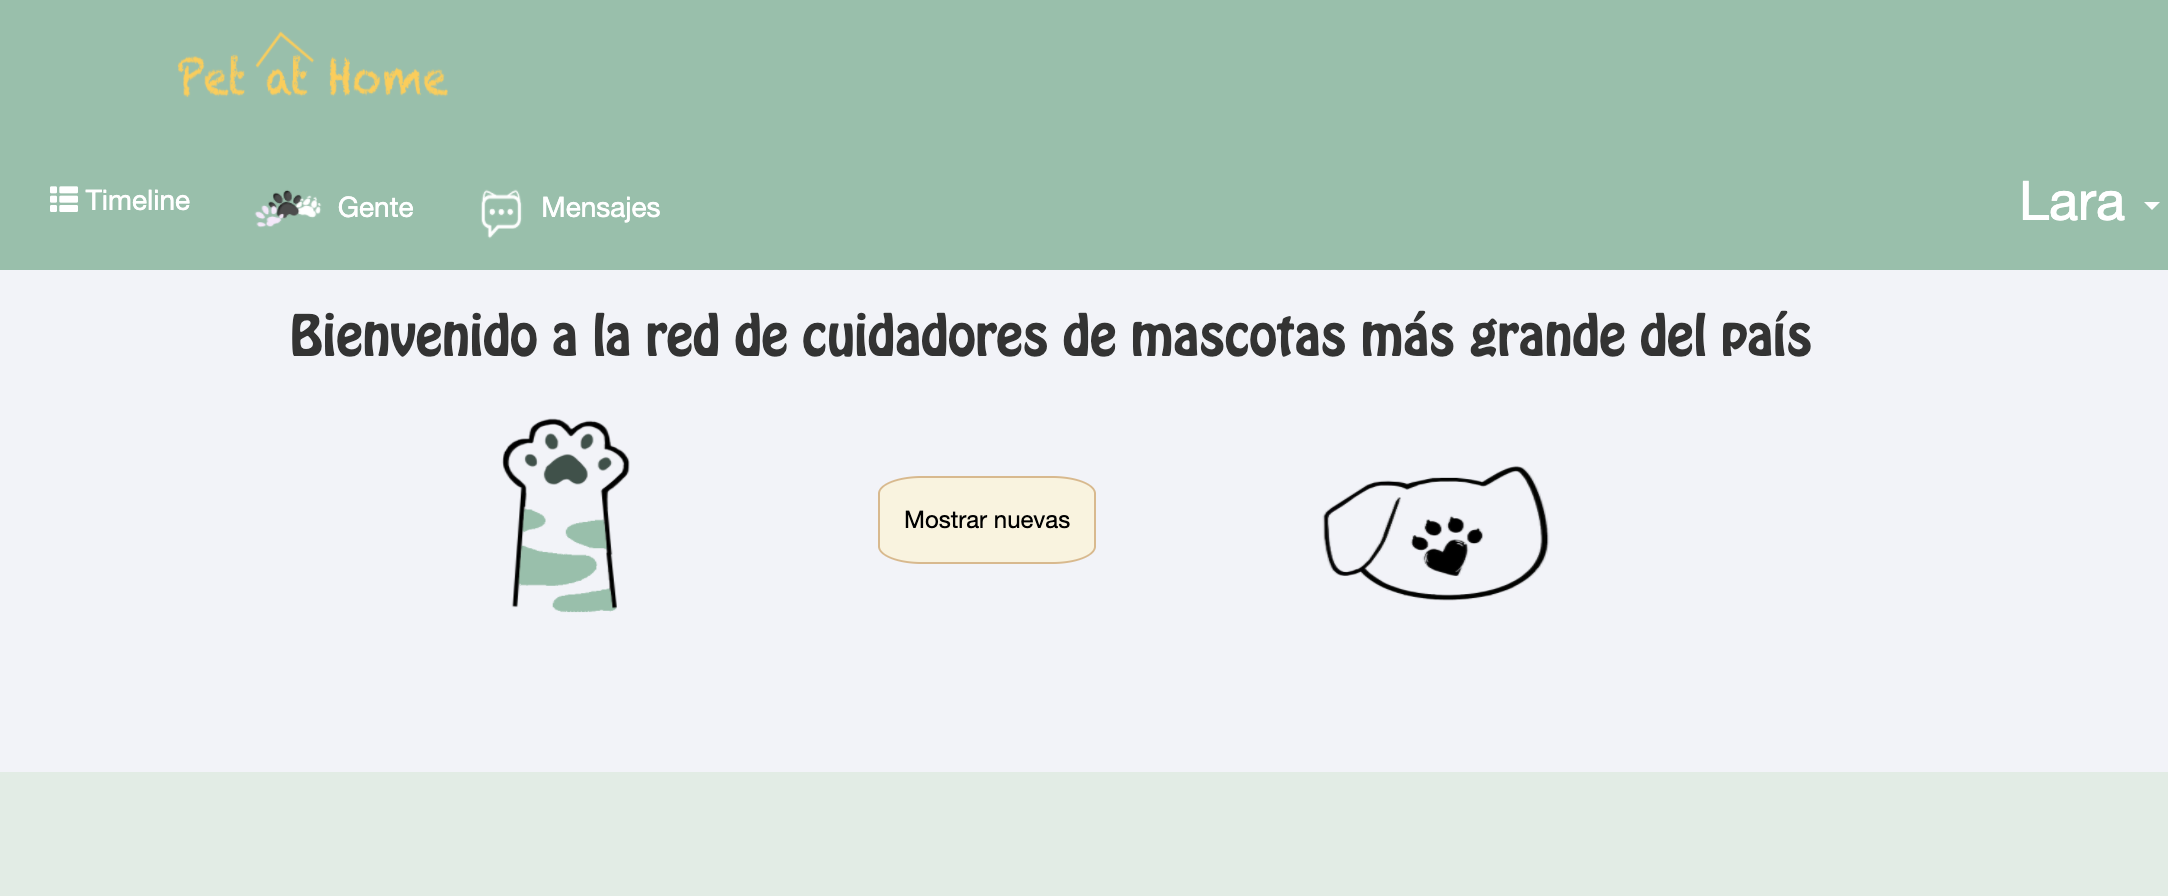 Pet at Home
Timeline
Gente
Mensajes
Lara
Bienvenido a la red de cuidadores de mascotas más grande del país
Mostrar nuevas